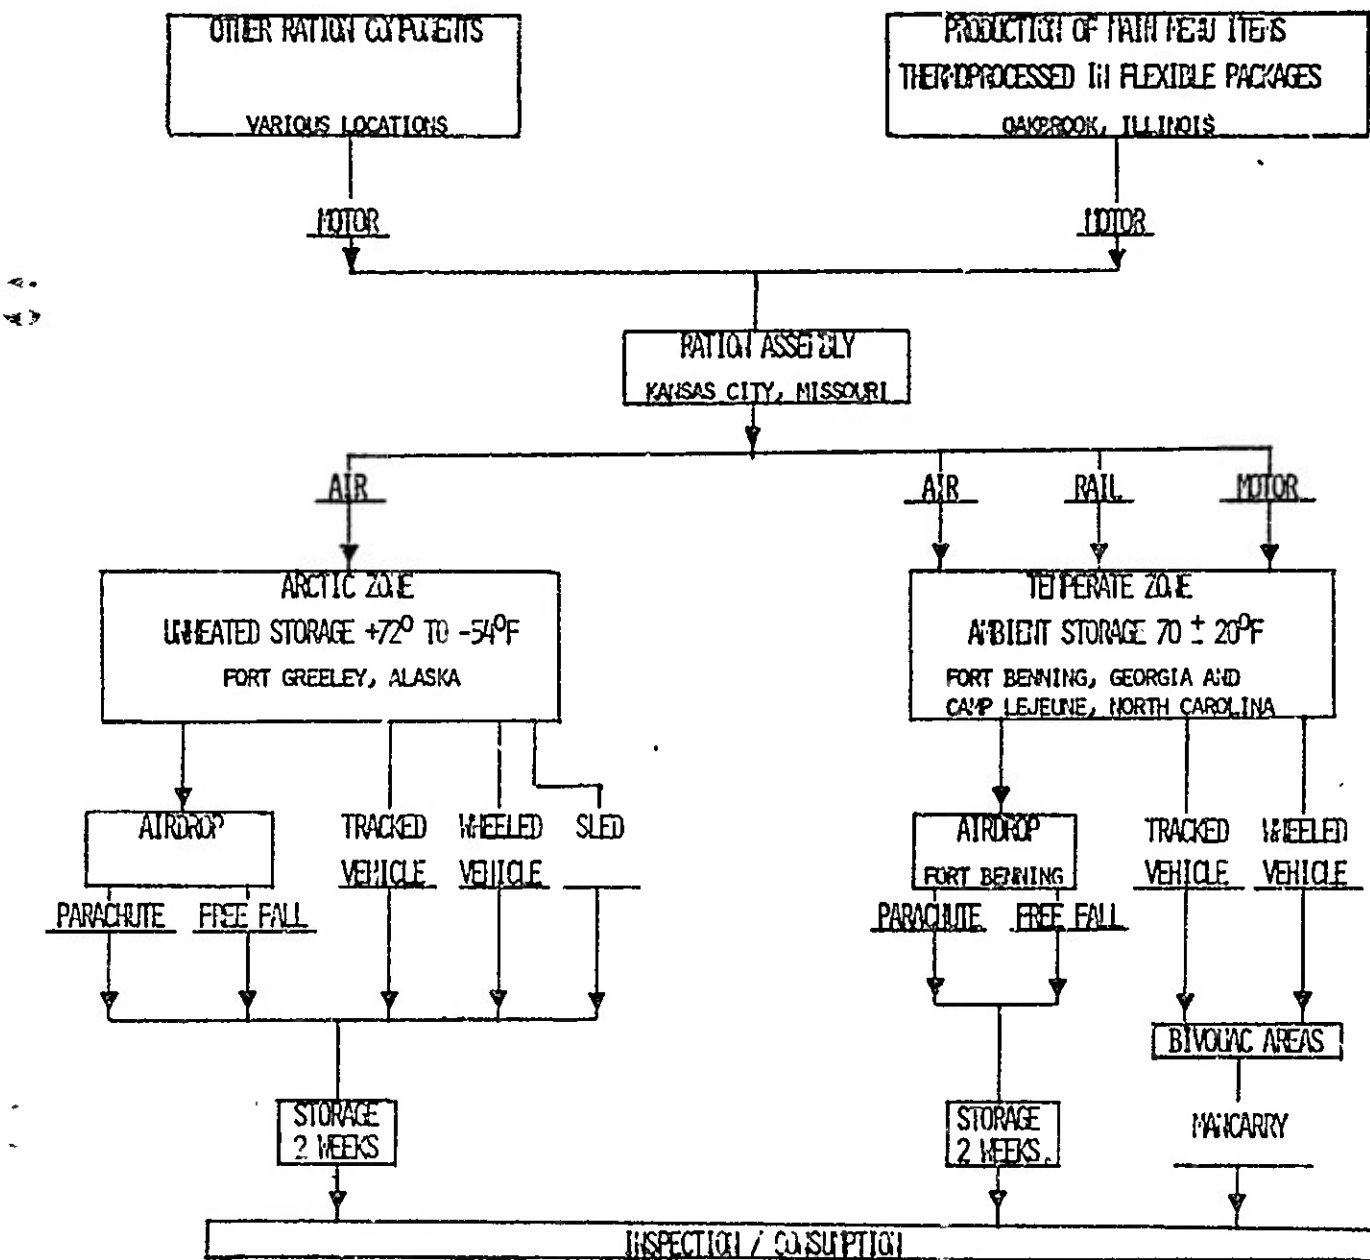 OTHER RATION COMPONENTS
VARIOUS LOCATIONS
PRODUCTION OF MAIN MENU ITEMS
THERMOPROCESSED IN FLEXIBLE PACKAGES
OAKBROOK, ILLINOIS
MOTOR
MOTOR
RATION ASSEMBLY
KANSAS CITY, MISSOURI
AIR
AIR
RAIL
MOTOR
ARCTIC ZONE
UNHEATED STORAGE +72⁰ TO -54⁰F
FORT GREELEY, ALASKA
TEMPERATE ZONE
AMBIENT STORAGE 70 ± 20⁰F
FORT BENNING, GEORGIA AND
CAMP LEJEUNE, NORTH CAROLINA
AIRDROP
TRACKED
VEHICLE
WHEELED
VEHICLE
SLED
PARACHUTE
FREE FALL
AIRDROP
FORT BENNING
TRACKED
VEHICLE
WHEELED
VEHICLE
PARACHUTE
FREE FALL
BIVOUAC AREAS
STORAGE
2 WEEKS
STORAGE
2 WEEKS.
MANCARRY
INSPECTION / CONSUMPTION